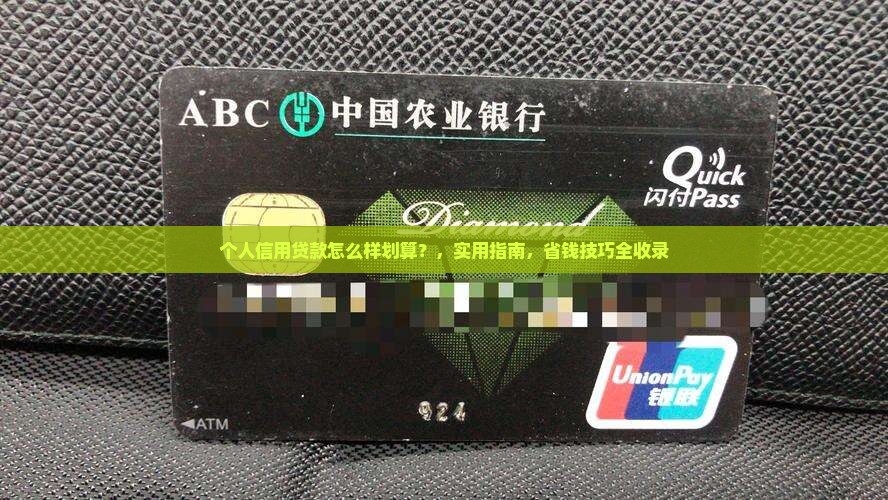 ABC 中国农业银行
Quick
闪付Pass
Diamond
个人信用贷款怎么样划算？，实用指南，省钱技巧全收录
UnionPay
银联
924
ATM